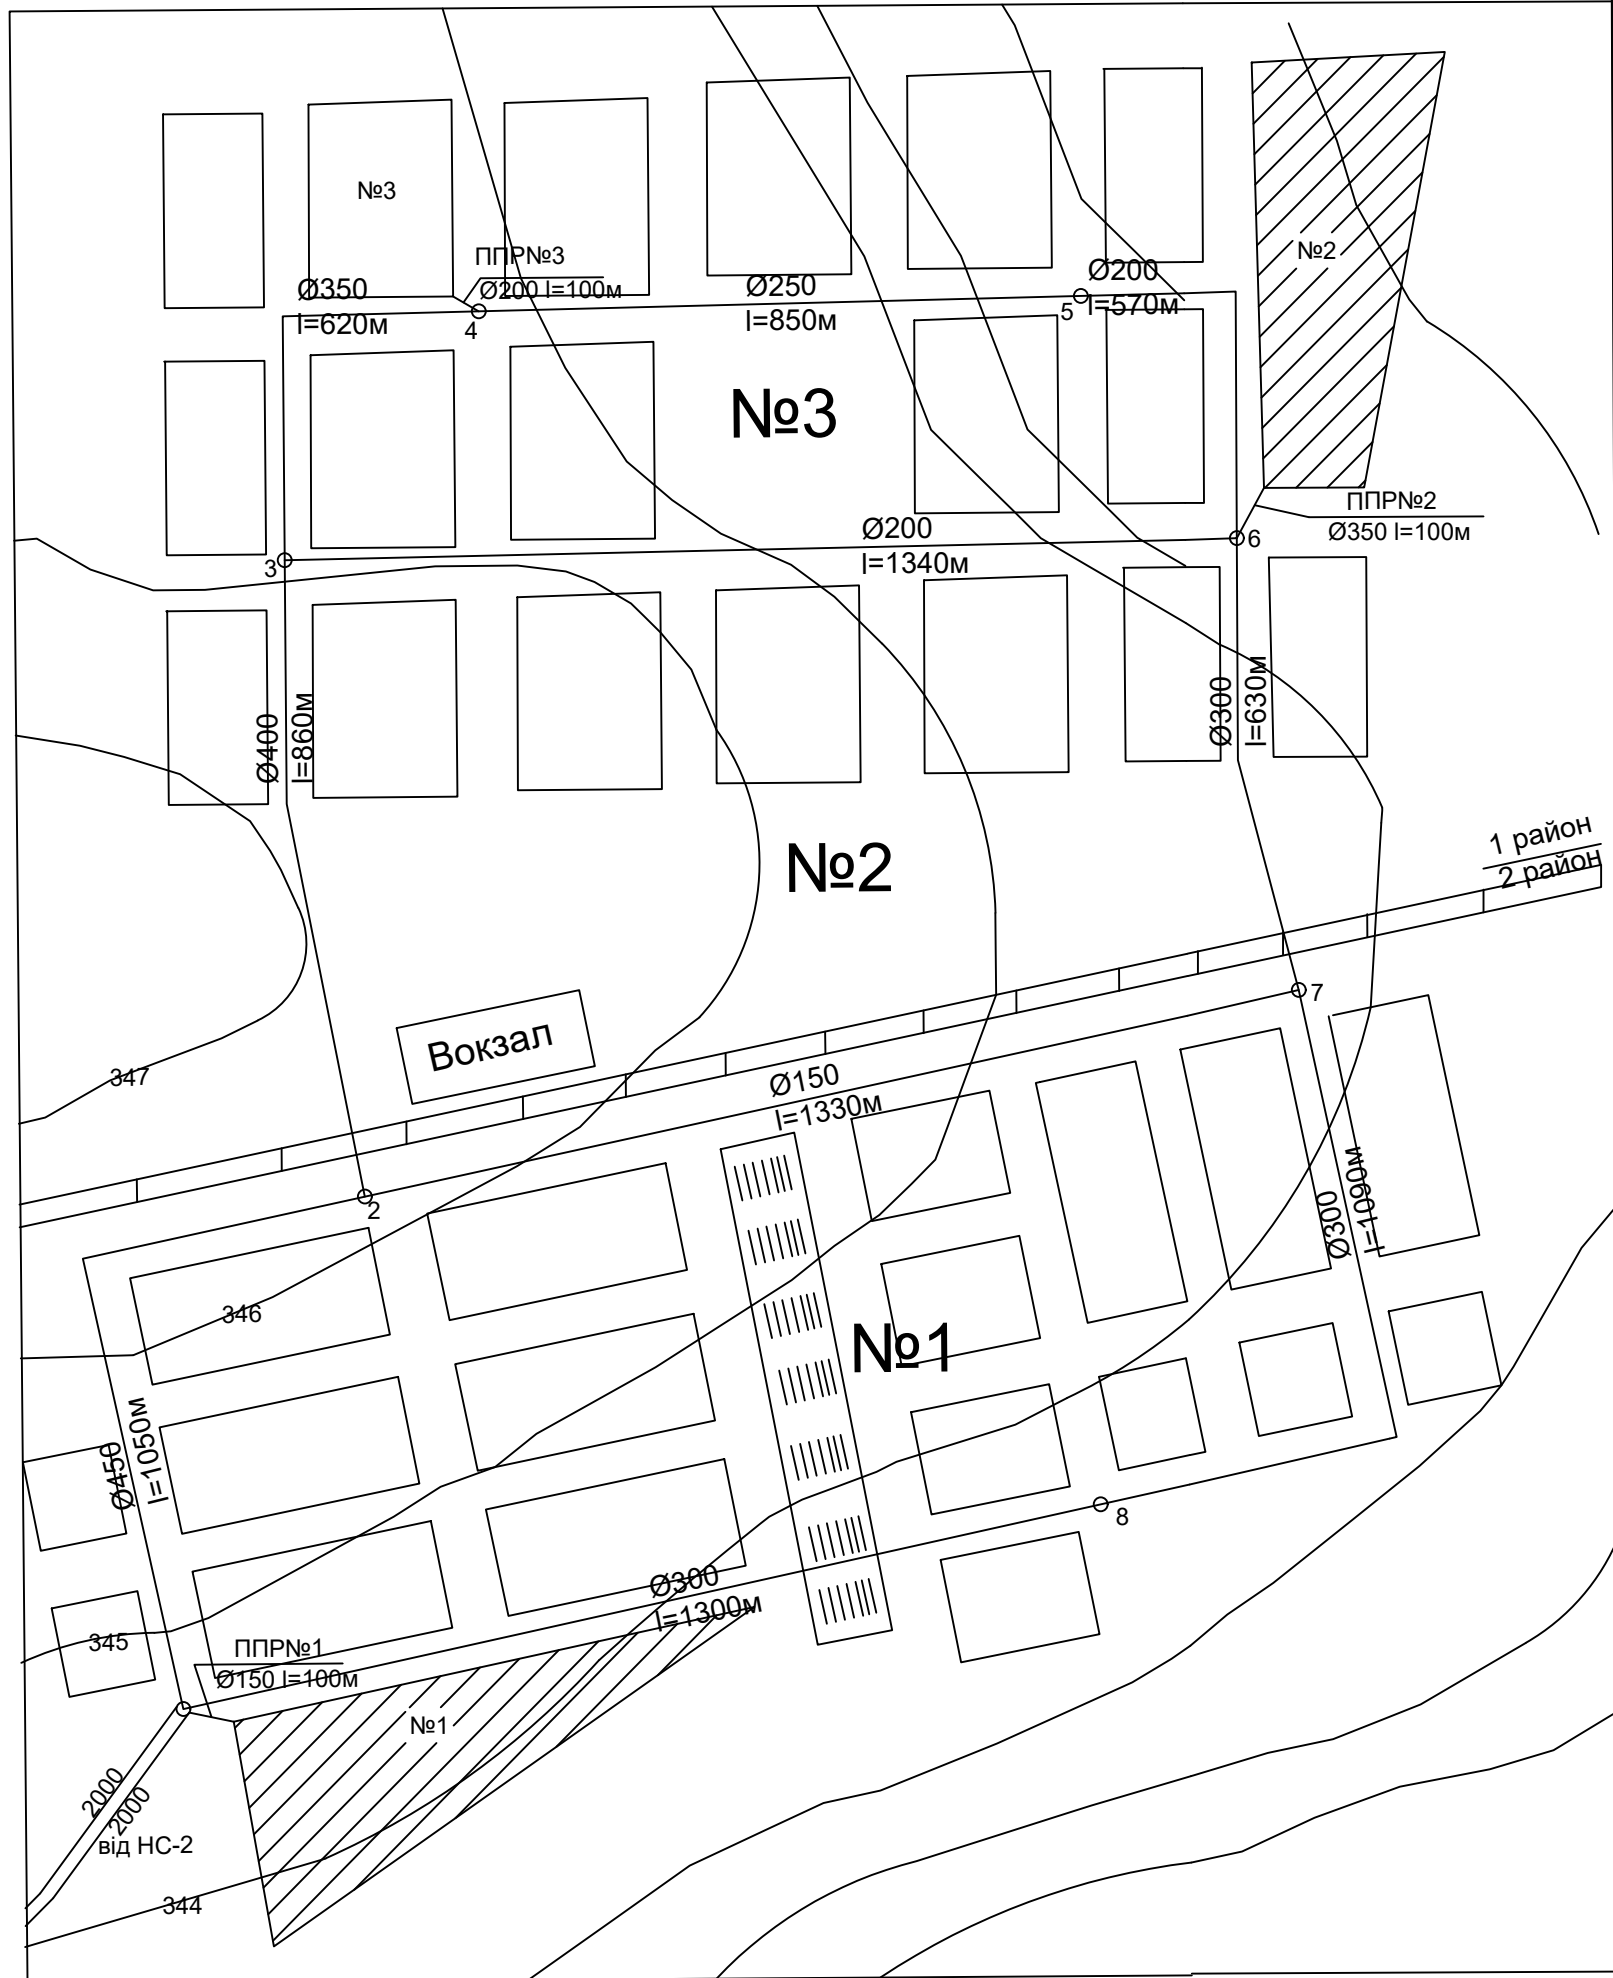 №3
ППР№3
Ø200 l=100м
Ø350
l=620м
4
Ø250
l=850м
5
Ø200
l=570м
№2
№3
ППР№2
Ø350 l=100м
Ø200
l=1340м
6
3
Ø400
l=860м
Ø300
l=630м
№2
1 район
2 район
Вокзал
7
347
Ø150
l=1330м
2
Ø300
l=1090м
346
№1
Ø450
l=1050м
8
Ø300
l=1300м
345
ППР№1
Ø150 l=100м
№1
2000
2000
від НС-2
344